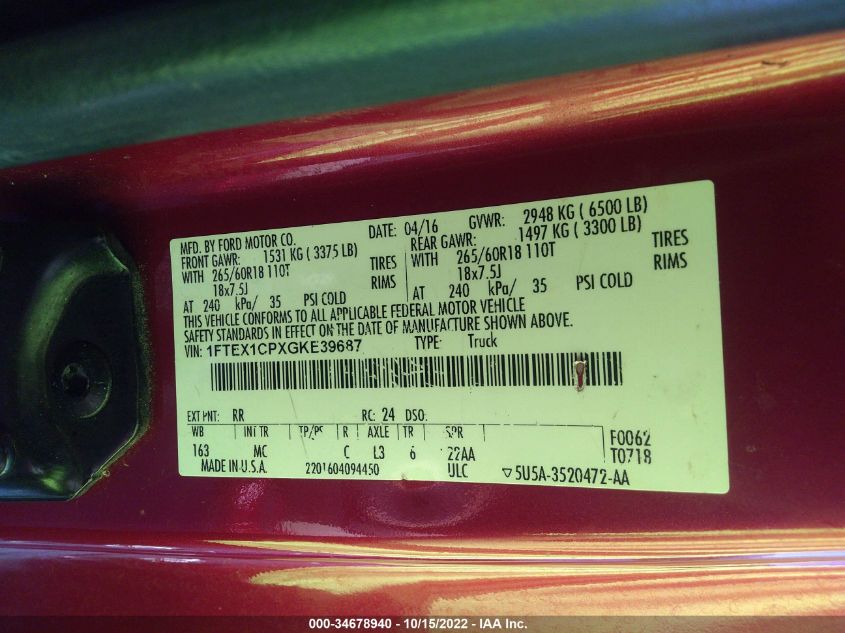 MFD. BY FORD MOTOR CO. DATE: 04/16 GVWR: 2948 KG ( 6500 LB)
FRONT GAWR: 1531 KG ( 3375 LB) REAR GAWR: 1497 KG ( 3300 LB)
WITH 265/60R18 110T TIRES WITH 265/60R18 110T TIRES
18x7.5J RIMS 18x7.5J RIMS
AT 240 kPa/ 35 PSI COLD AT 240 kPa/ 35 PSI COLD
THIS VEHICLE CONFORMS TO ALL APPLICABLE FEDERAL MOTOR VEHICLE
SAFETY STANDARDS IN EFFECT ON THE DATE OF MANUFACTURE SHOWN ABOVE.
VIN: 1FTEX1CPXGKE39687 TYPE: Truck
EXT PNT: RR RC: 24 DSO:
WB INT TR TP/PS R AXLE TR SPR F0062
163 MC C L3 6 22AA T0718
MADE IN U.S.A. 2201604094450 ULC ▽5U5A-3520472-AA
000-34678940 - 10/15/2022 - IAA Inc.